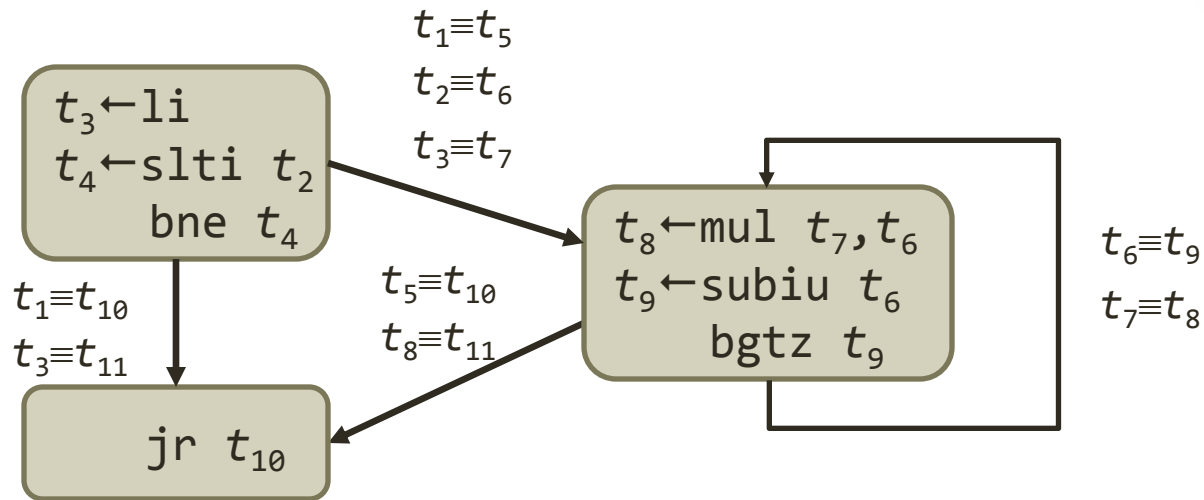 t₁≡t₅
t₂≡t₆
t₃≡t₇
t₃←li
t₄←slti t₂
bne t₄
t₈←mul t₇,t₆
t₉←subiu t₆
bgtz t₉
t₆≡t₉
t₇≡t₈
t₁≡t₁₀
t₃≡t₁₁
t₅≡t₁₀
t₈≡t₁₁
jr t₁₀